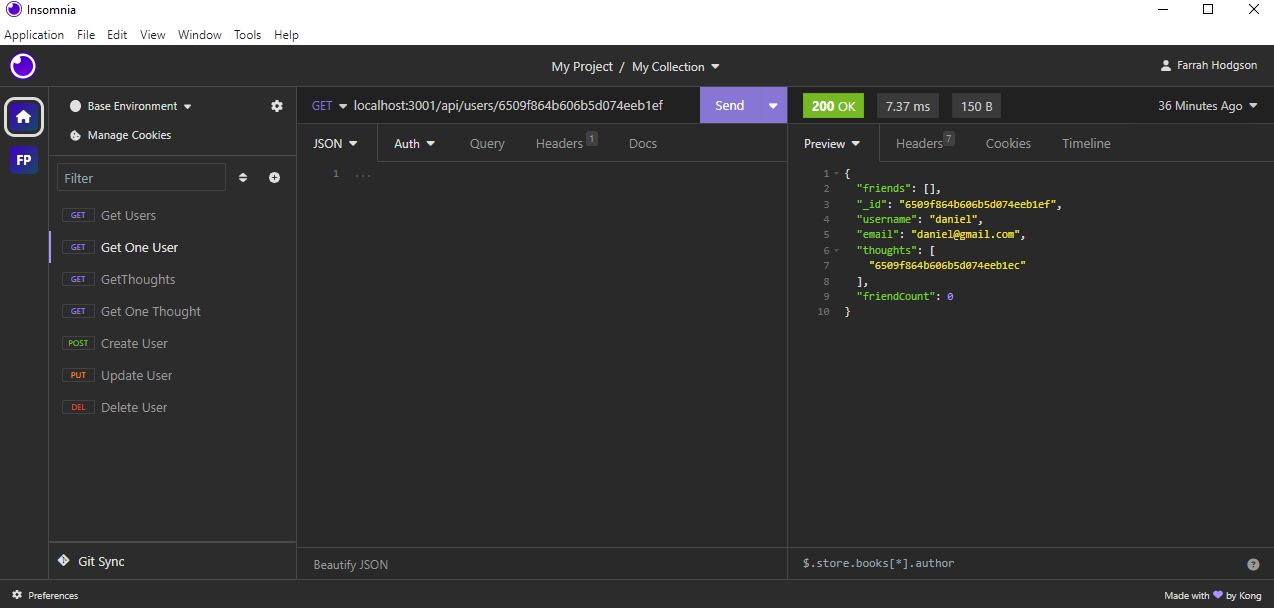 Insomnia
Application File Edit View Window Tools Help
My Project / My Collection
Farrah Hodgson
FP
Base Environment
Manage Cookies
Filter
GET Get Users
GET Get One User
GET GetThoughts
GET Get One Thought
POST Create User
PUT Update User
DEL Delete User
Git Sync
GET localhost:3001/api/users/6509f864b606b5d074eeb1ef Send
JSON Auth Query Headers 1 Docs
1 ...
Beautify JSON
200 OK 7.37 ms 150 B 36 Minutes Ago
Preview Headers 7 Cookies Timeline
1 {
2 "friends": [],
3 "_id": "6509f864b606b5d074eeb1ef",
4 "username": "daniel",
5 "email": "daniel@gmail.com",
6 "thoughts": [
7 "6509f864b606b5d074eeb1ec"
8 ],
9 "friendCount": 0
10 }
$.store.books[*].author ?
Preferences
Made with 💜 by Kong